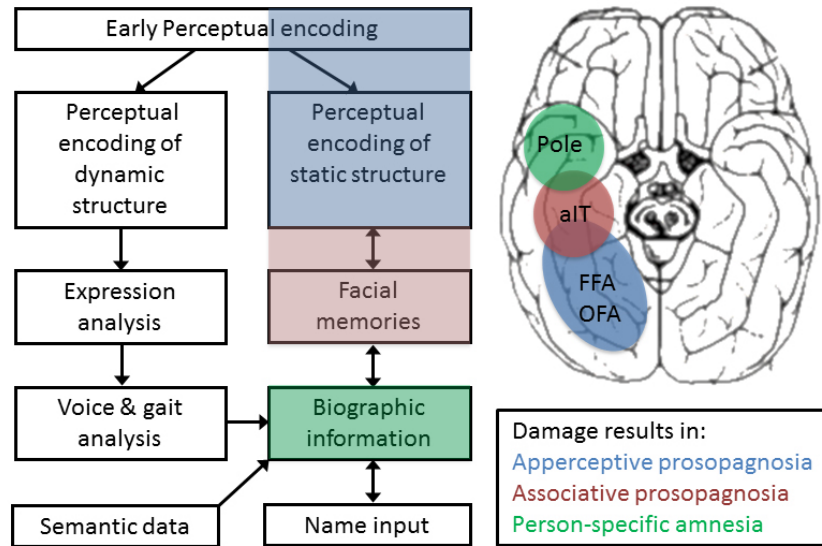 Early Perceptual encoding
Perceptual
encoding of
dynamic
structure
Perceptual
encoding of
static structure
Expression
analysis
Facial
memories
Voice & gait
analysis
Biographic
information
Semantic data
Name input
Pole
aIT
FFA
OFA
Damage results in:
Apperceptive prosopagnosia
Associative prosopagnosia
Person-specific amnesia